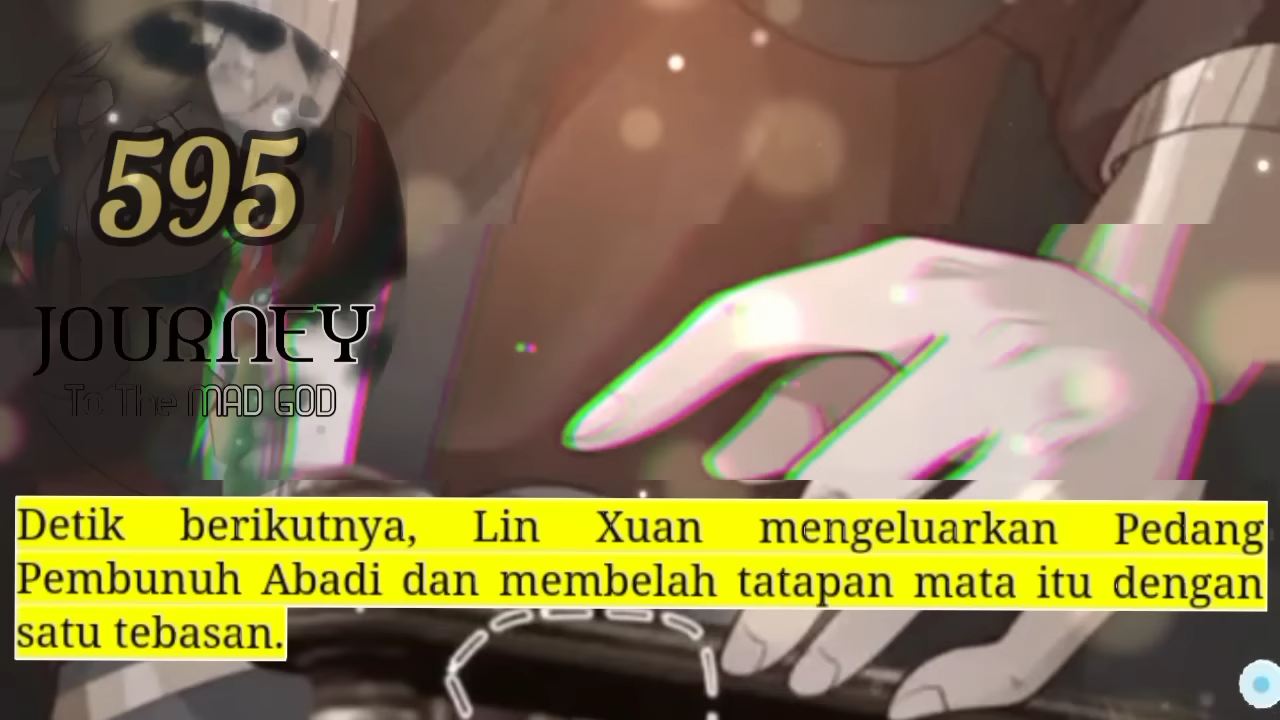 595
JOURNEY
To The MAD GOD
Detik berikutnya, Lin Xuan mengeluarkan Pedang
Pembunuh Abadi dan membelah tatapan mata itu dengan
satu tebasan.